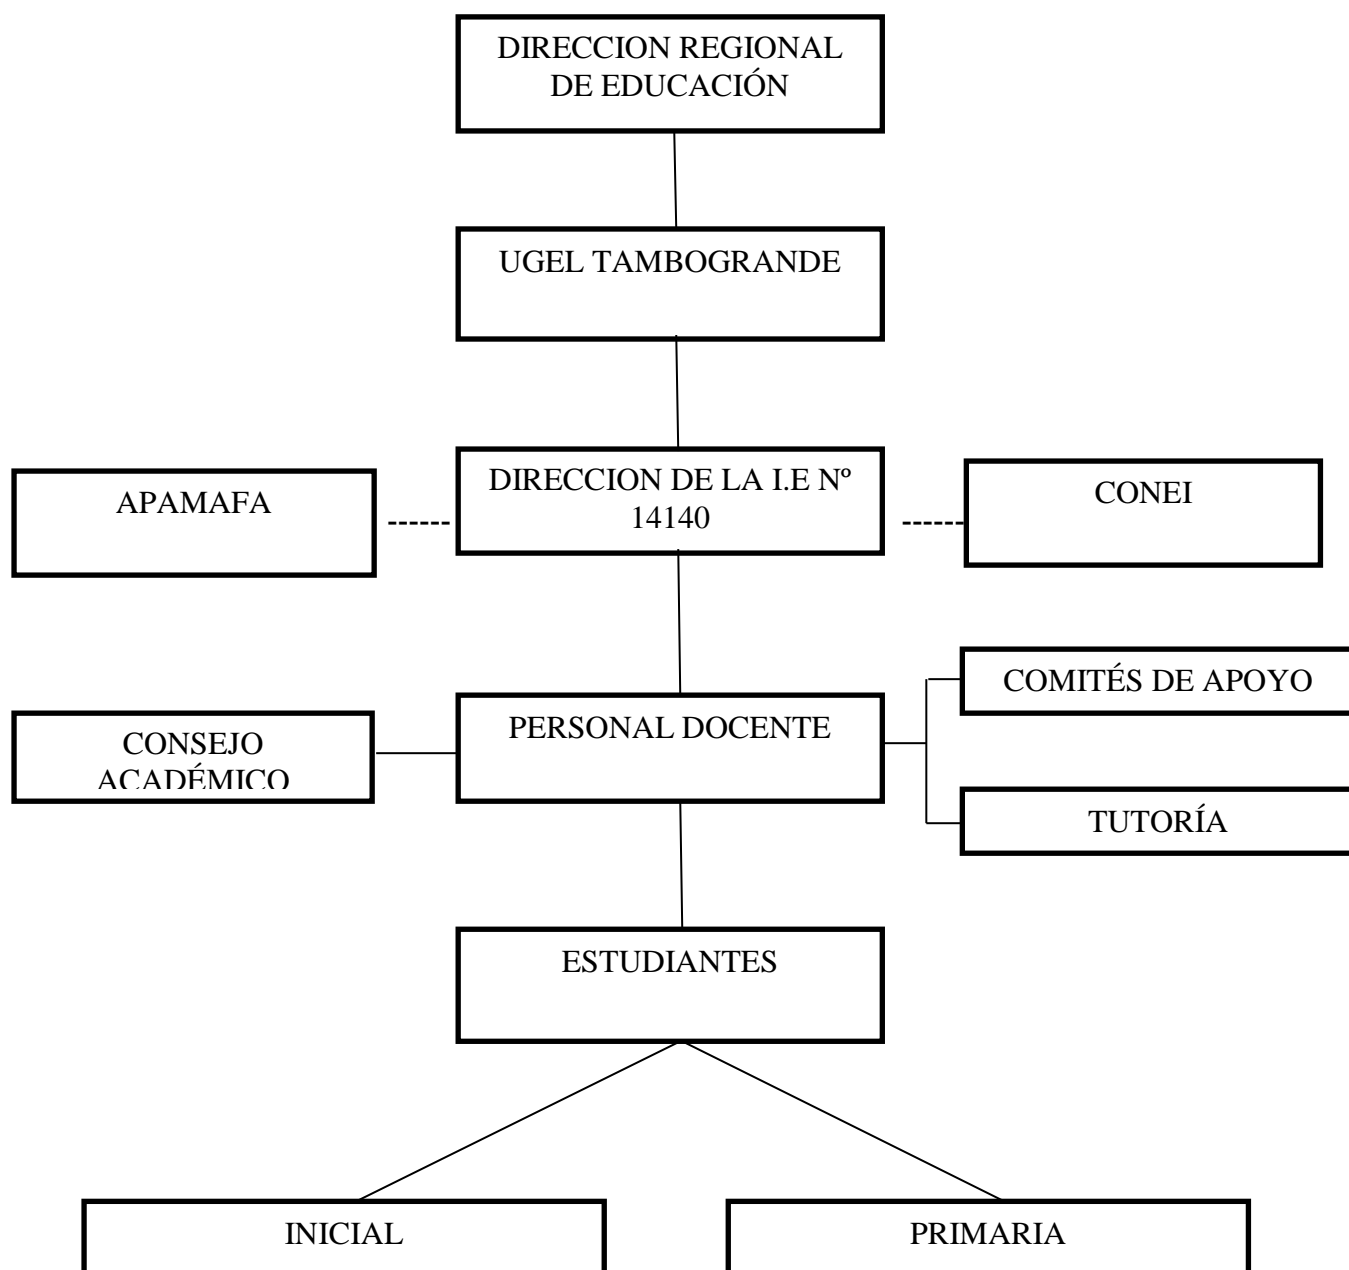 DIRECCION REGIONAL
DE EDUCACIÓN
UGEL TAMBOGRANDE
APAMAFA
DIRECCION DE LA I.E Nº
14140
CONEI
COMITÉS DE APOYO
CONSEJO
ACADÉMICO
PERSONAL DOCENTE
TUTORÍA
ESTUDIANTES
INICIAL
PRIMARIA